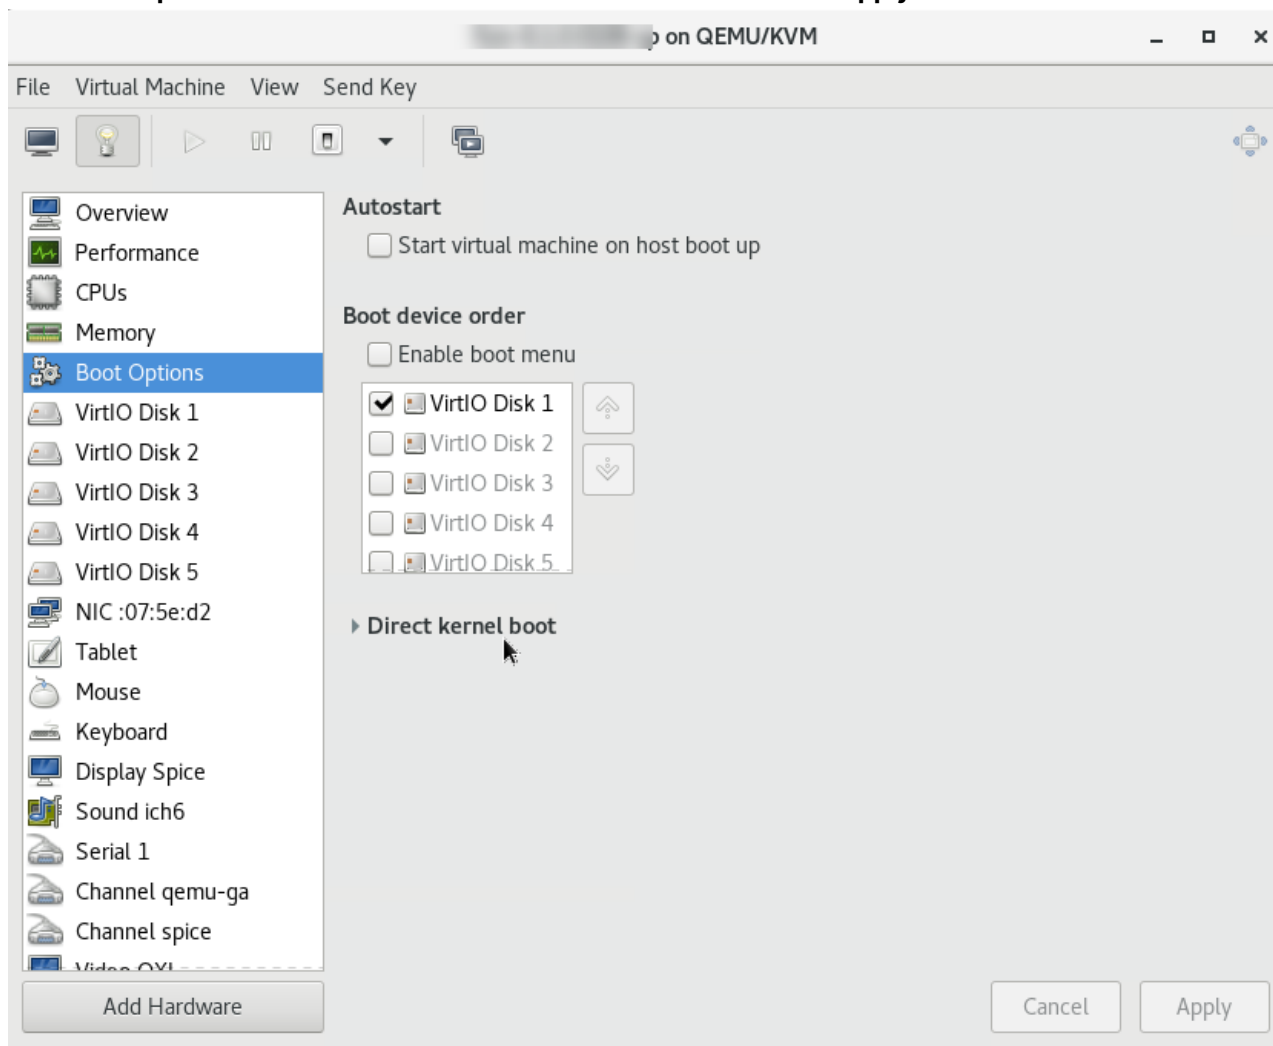 on QEMU/KVM
File Virtual Machine View Send Key
Overview
Performance
CPUs
Memory
Boot Options
VirtIO Disk 1
VirtIO Disk 2
VirtIO Disk 3
VirtIO Disk 4
VirtIO Disk 5
NIC :07:5e:d2
Tablet
Mouse
Keyboard
Display Spice
Sound ich6
Serial 1
Channel qemu-ga
Channel spice
Video QXL
Add Hardware
Autostart
Start virtual machine on host boot up
Boot device order
Enable boot menu
VirtIO Disk 1
VirtIO Disk 2
VirtIO Disk 3
VirtIO Disk 4
VirtIO Disk 5
Direct kernel boot
Cancel Apply